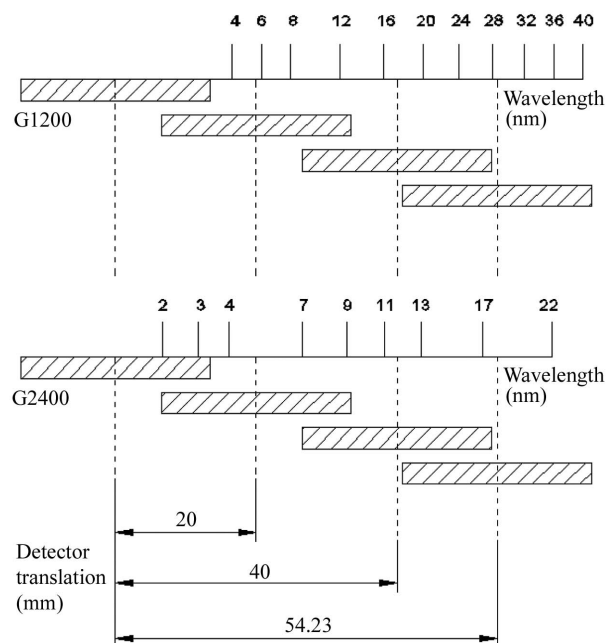 4 6 8 12 16 20 24 28 32 36 40
Wavelength
(nm)
G1200
2 3 4 7 9 11 13 17 22
Wavelength
(nm)
G2400
20
Detector
translation
(mm)
40
54.23